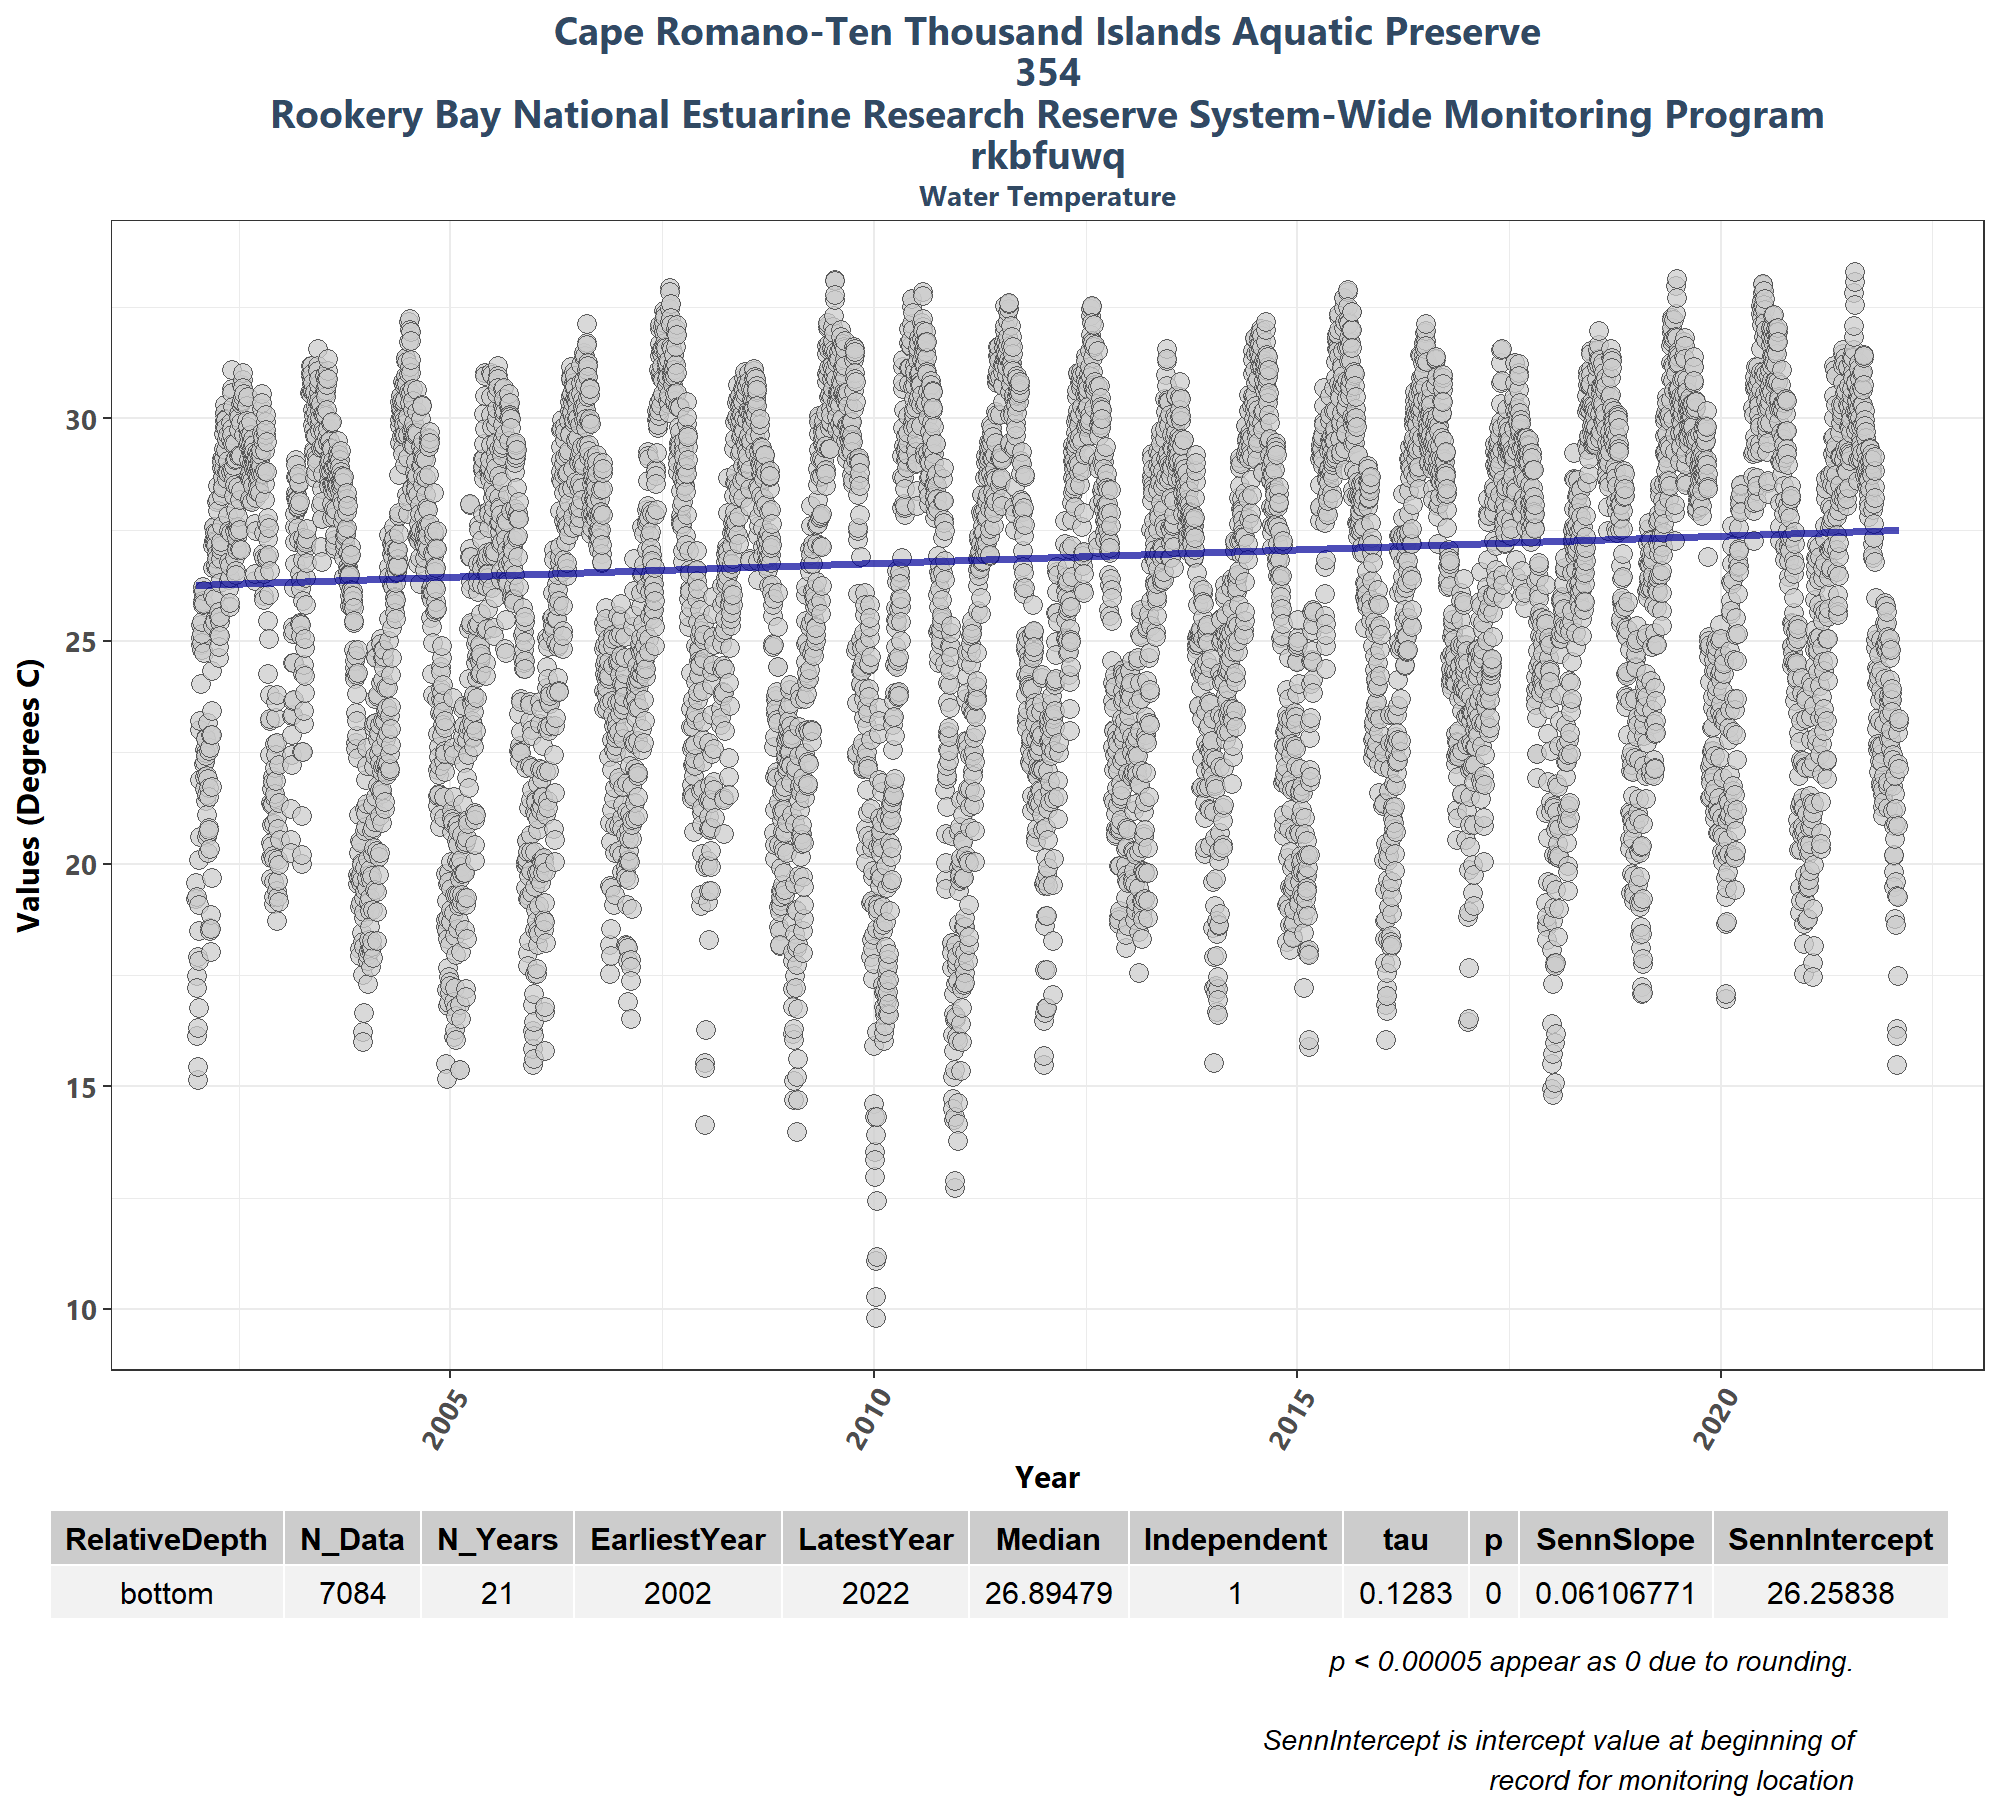 Cape Romano-Ten Thousand Islands Aquatic Preserve
354
Rookery Bay National Estuarine Research Reserve System-Wide Monitoring Program
rkbfuwq
Water Temperature
Values (Degrees C)
30
25
20
15
10
2005
2010
2015
2020
Year
RelativeDepth N_Data N_Years EarliestYear LatestYear Median Independent tau p SennSlope SennIntercept
bottom 7084 21 2002 2022 26.89479 1 0.1283 0 0.06106771 26.25838
p < 0.00005 appear as 0 due to rounding.
SennIntercept is intercept value at beginning of
record for monitoring location